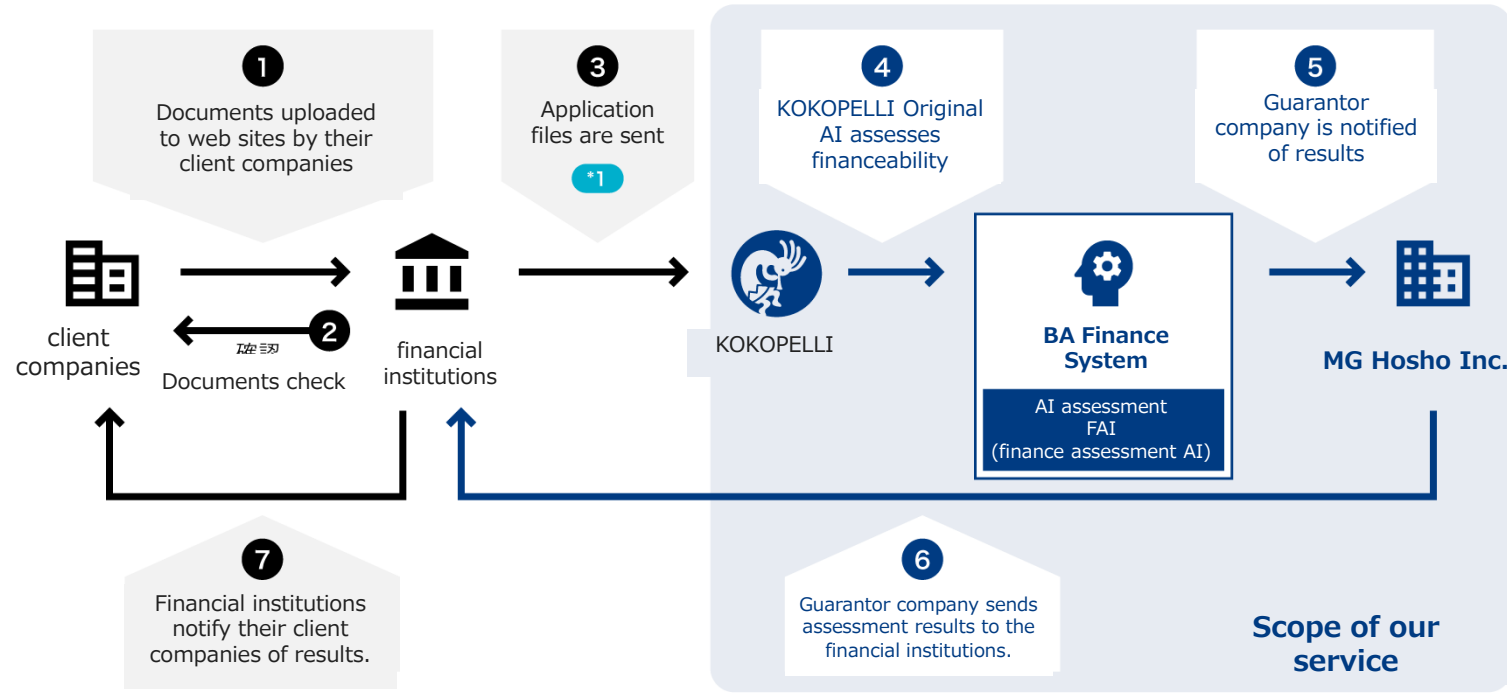 1
Documents uploaded
to web sites by their
client companies
3
Application
files are sent
*1
4
KOKOPELLI Original
AI assesses
financeability
5
Guarantor
company is notified
of results
client
companies
2
確認
Documents check
financial
institutions
KOKOPELLI
BA Finance
System
AI assessment
FAI
(finance assessment AI)
MG Hosho Inc.
7
Financial institutions
notify their client
companies of results.
6
Guarantor company sends
assessment results to the
financial institutions.
Scope of our
service